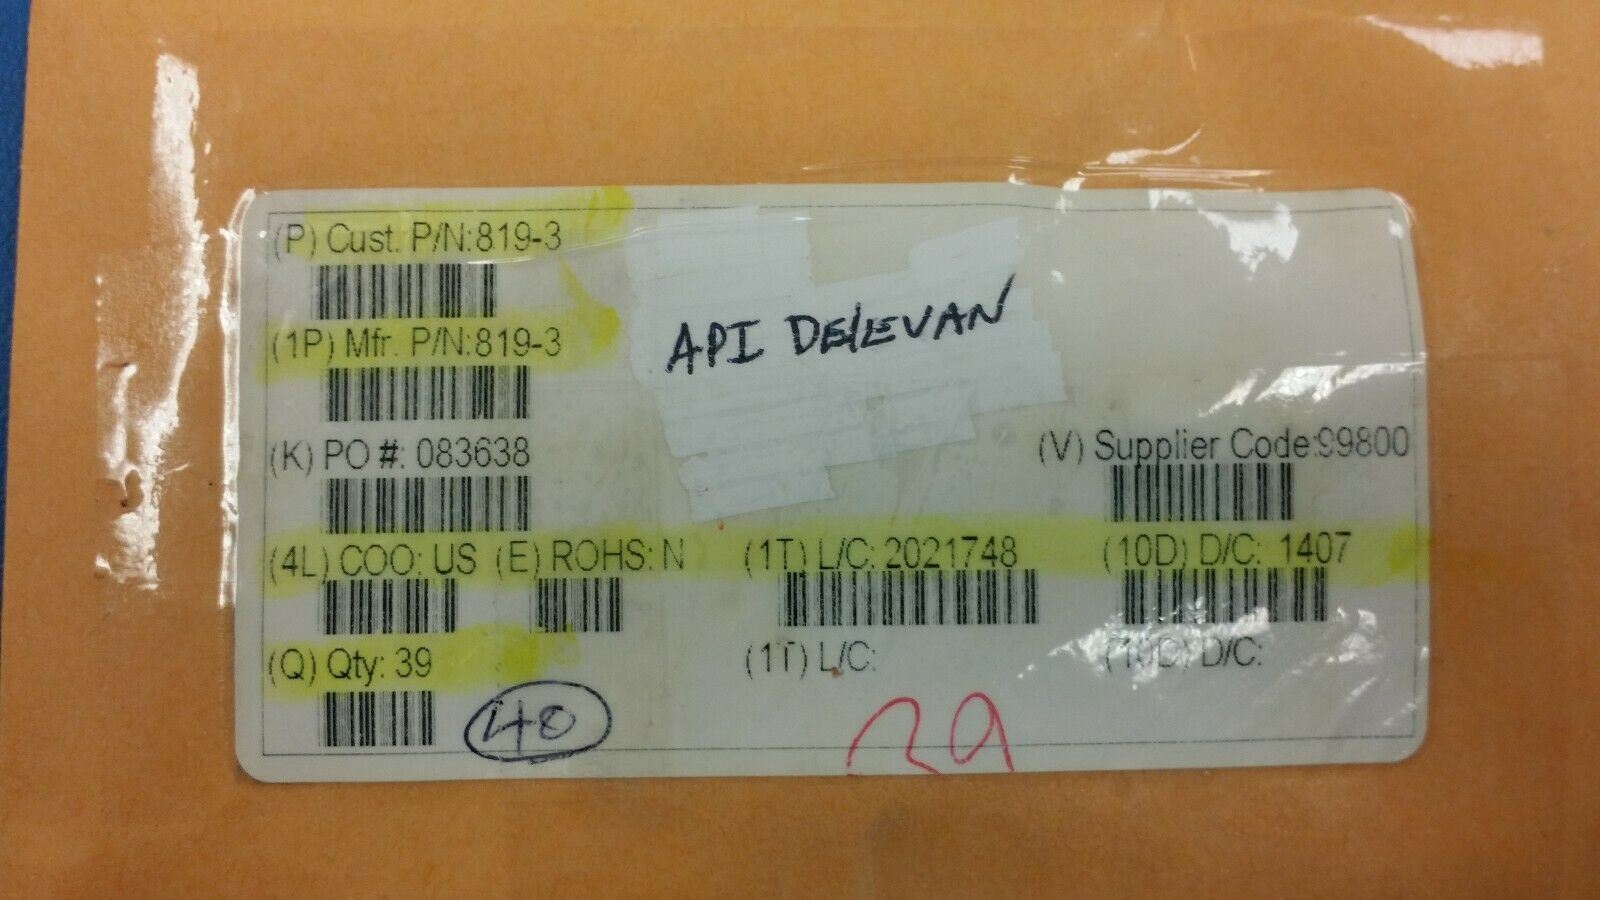 (P) Cust. P/N:819-3
(1P) Mfr. P/N:819-3
API DELEVAN
(K) PO #: 083638
(V) Supplier Code:99800
(4L) COO: US (E) ROHS: N (1T) L/C: 2021748 (10D) D/C: 1407
(Q) Qty: 39 (1T) L/C: (10D) D/C:
40
39